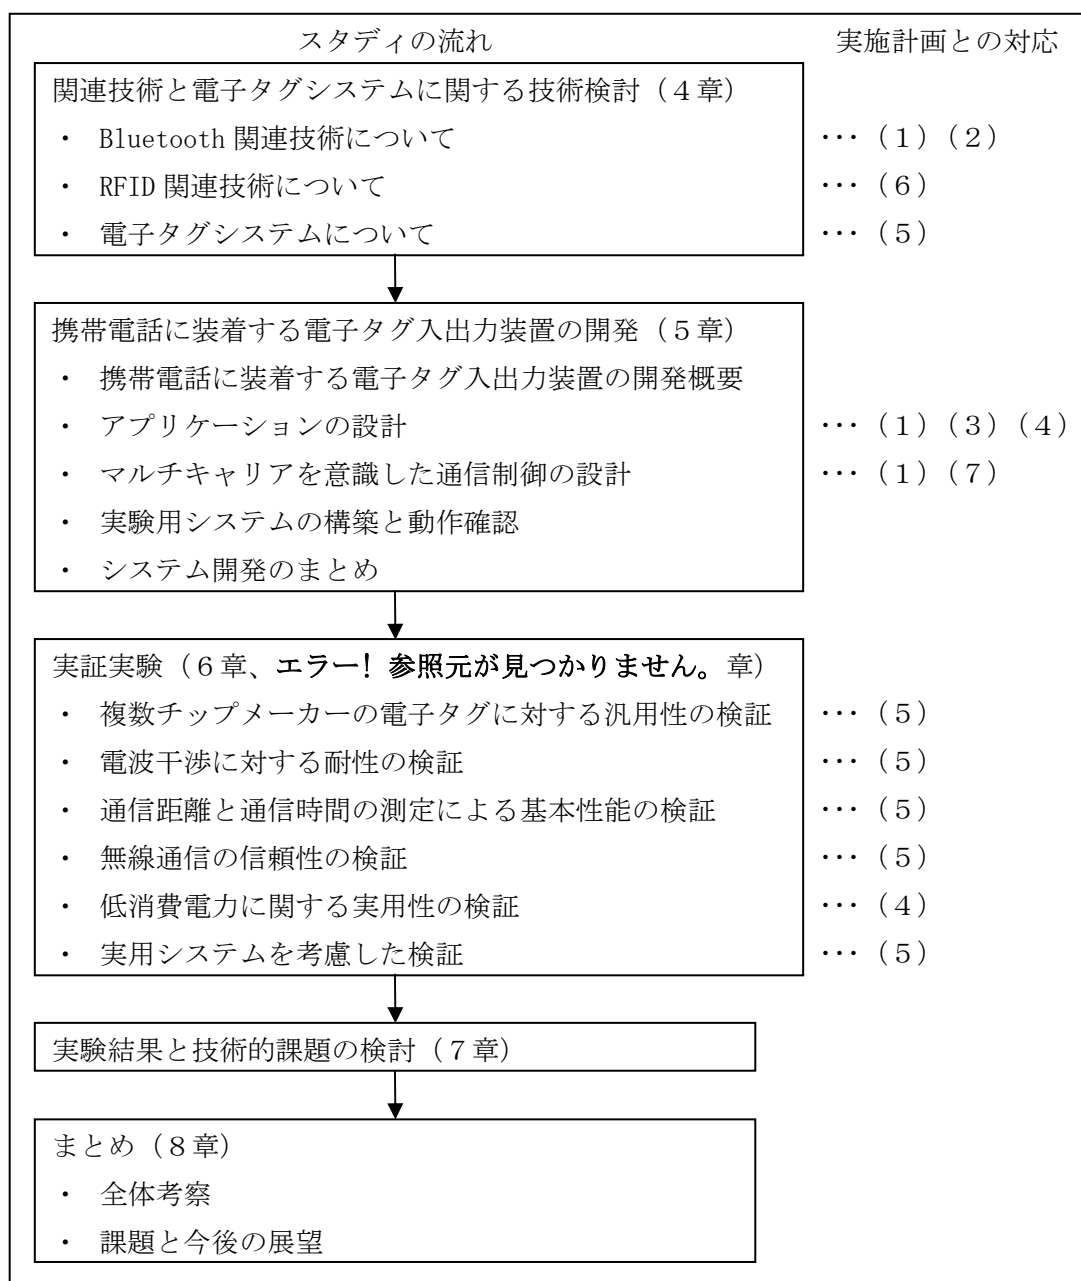 スタディの流れ 実施計画との対応
関連技術と電子タグシステムに関する技術検討(4章)
・ Bluetooth 関連技術について ･･･(1)(2)
・ RFID 関連技術について ･･･(6)
・ 電子タグシステムについて ･･･(5)
携帯電話に装着する電子タグ入出力装置の開発(5章)
・ 携帯電話に装着する電子タグ入出力装置の開発概要
・ アプリケーションの設計 ･･･(1)(3)(4)
・ マルチキャリアを意識した通信制御の設計 ･･･(1)(7)
・ 実験用システムの構築と動作確認
・ システム開発のまとめ
実証実験(6章、エラー! 参照元が見つかりません。章)
・ 複数チップメーカーの電子タグに対する汎用性の検証 ･･･(5)
・ 電波干渉に対する耐性の検証 ･･･(5)
・ 通信距離と通信時間の測定による基本性能の検証 ･･･(5)
・ 無線通信の信頼性の検証 ･･･(5)
・ 低消費電力に関する実用性の検証 ･･･(4)
・ 実用システムを考慮した検証 ･･･(5)
実験結果と技術的課題の検討(7章)
まとめ(8章)
・ 全体考察
・ 課題と今後の展望